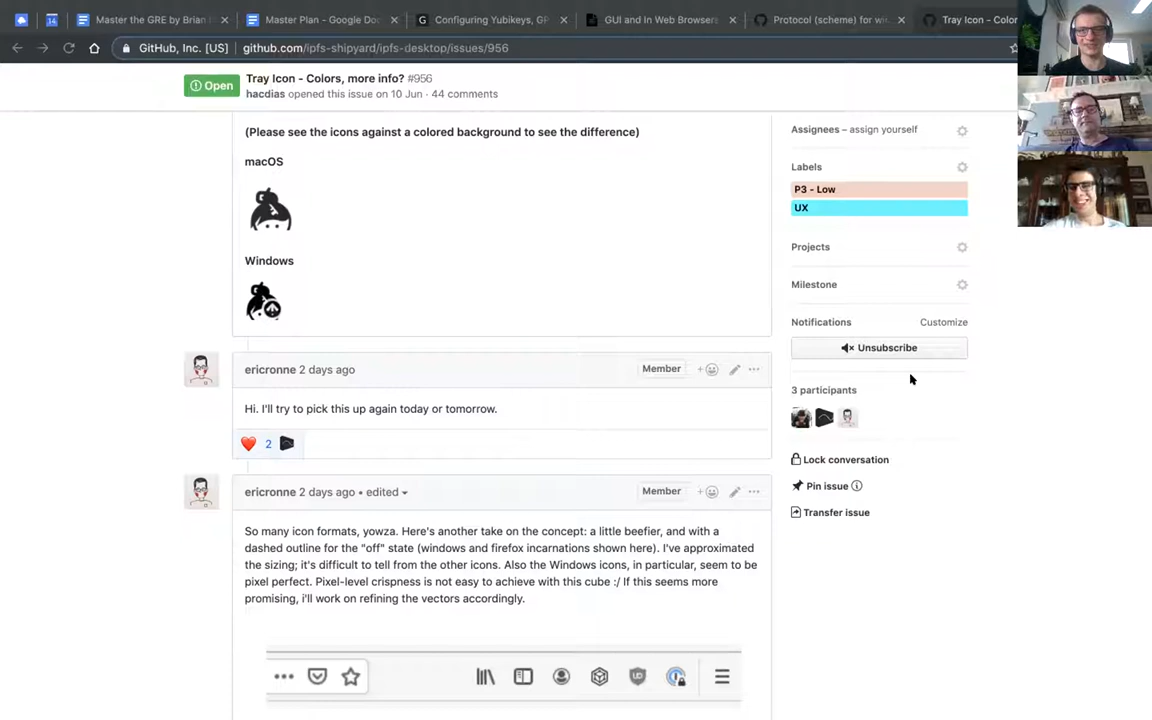 Master the GRE by Brian
Master Plan - Google Do
Configuring Yubikeys, GP
GUI and In Web Browsers
Protocol (scheme) for w
Tray Icon - Colo
GitHub, Inc. [US]
github.com/ipfs-shipyard/ipfs-desktop/issues/956
Open
Tray Icon - Colors, more info? #956
hacdias opened this issue on 10 Jun · 44 comments
(Please see the icons against a colored background to see the difference)
macOS
Windows
ericronne 2 days ago
Member
Hi. I'll try to pick this up again today or tomorrow.
2
ericronne 2 days ago • edited
Member
So many icon formats, yowza. Here's another take on the concept: a little beefier, and with a
dashed outline for the "off" state (windows and firefox incarnations shown here). I've approximated
the sizing; it's difficult to tell from the other icons. Also the Windows icons, in particular, seem to be
pixel perfect. Pixel-level crispness is not easy to achieve with this cube :/ If this seems more
promising, i'll work on refining the vectors accordingly.
Assignees – assign yourself
Labels
P3 - Low
UX
Projects
Milestone
Notifications
Customize
Unsubscribe
3 participants
Lock conversation
Pin issue
Transfer issue